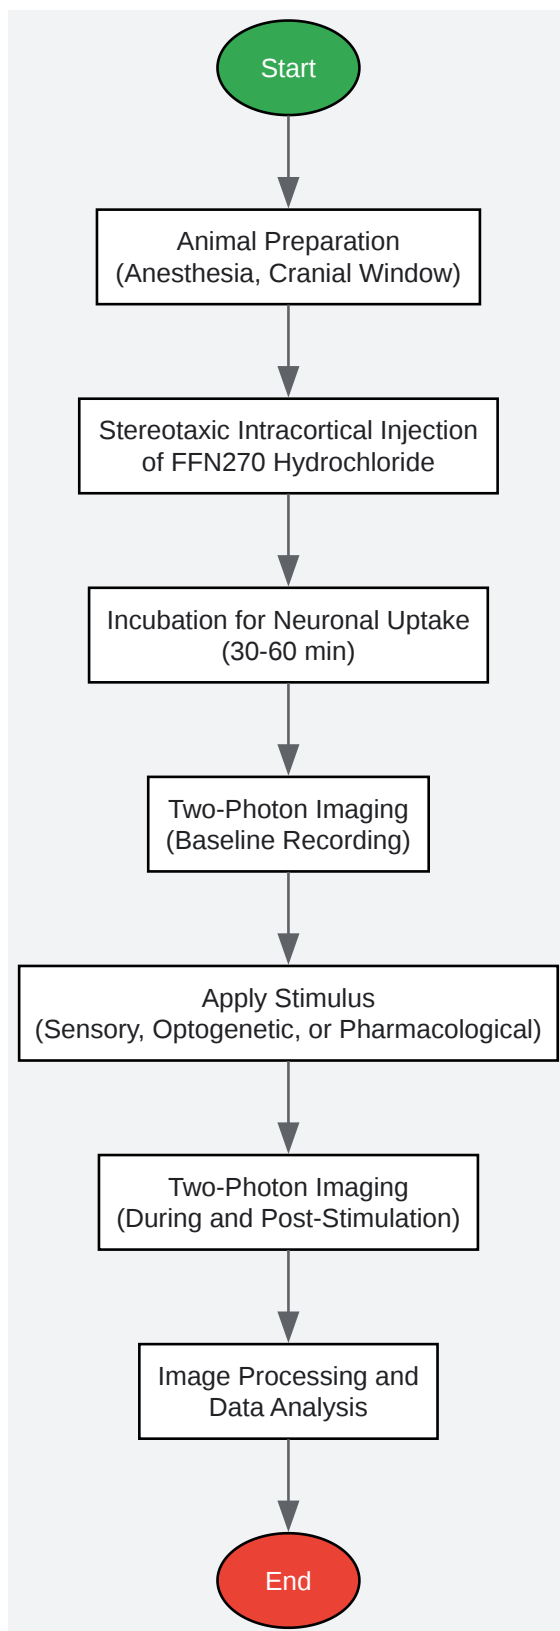 Start
Animal Preparation
(Anesthesia, Cranial Window)
Stereotaxic Intracortical Injection
of FFN270 Hydrochloride
Incubation for Neuronal Uptake
(30-60 min)
Two-Photon Imaging
(Baseline Recording)
Apply Stimulus
(Sensory, Optogenetic, or Pharmacological)
Two-Photon Imaging
(During and Post-Stimulation)
Image Processing and
Data Analysis
End